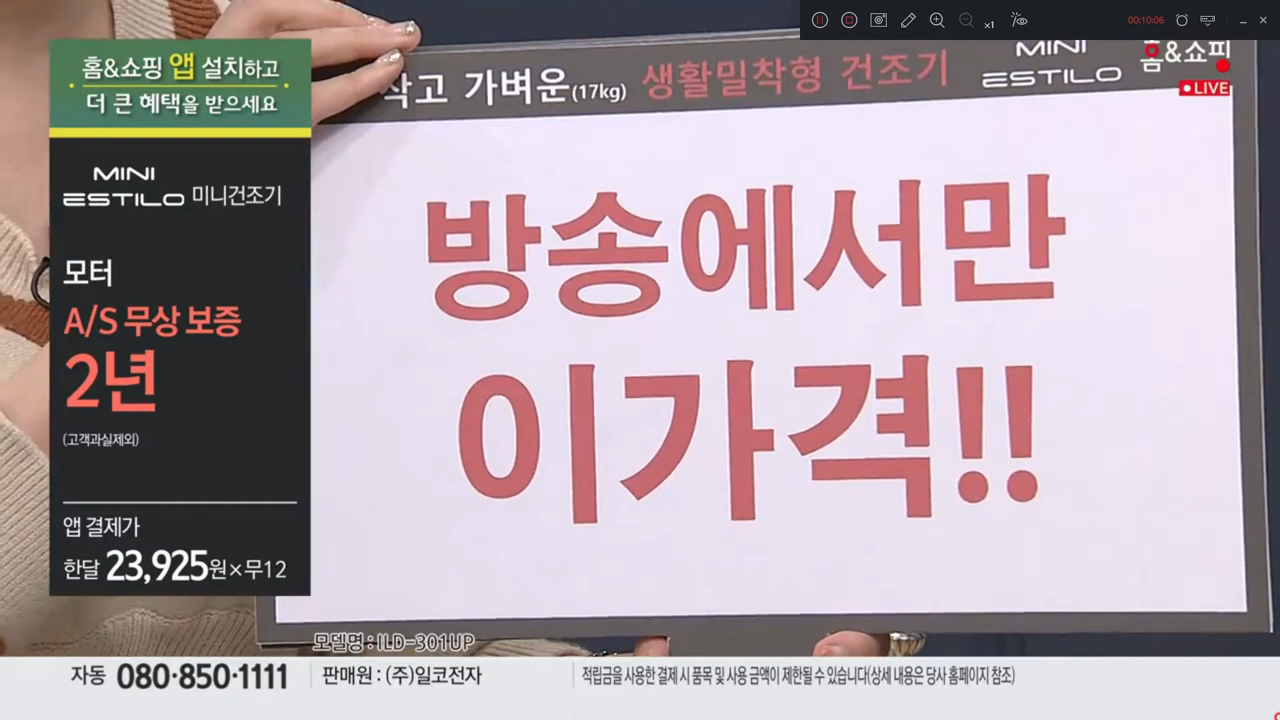 x1
00:10:06
홈&쇼핑 앱 설치하고
더 큰 혜택을 받으세요
MINI
ESTILO 미니건조기
모터
A/S 무상 보증
2년
(고객과실제외)
앱 결제가
한달 23,925원×무12
작고 가벼운(17kg) 생활밀착형 건조기
MINI
ESTILO
홈&쇼핑
LIVE
방송에서만
이가격!!
모델명 : ILD-301UP
자동 080·850·1111
판매원 : (주)일코전자
적립금을 사용한 결제 시 품목 및 사용 금액이 제한될 수 있습니다(상세 내용은 당사 홈페이지 참조)